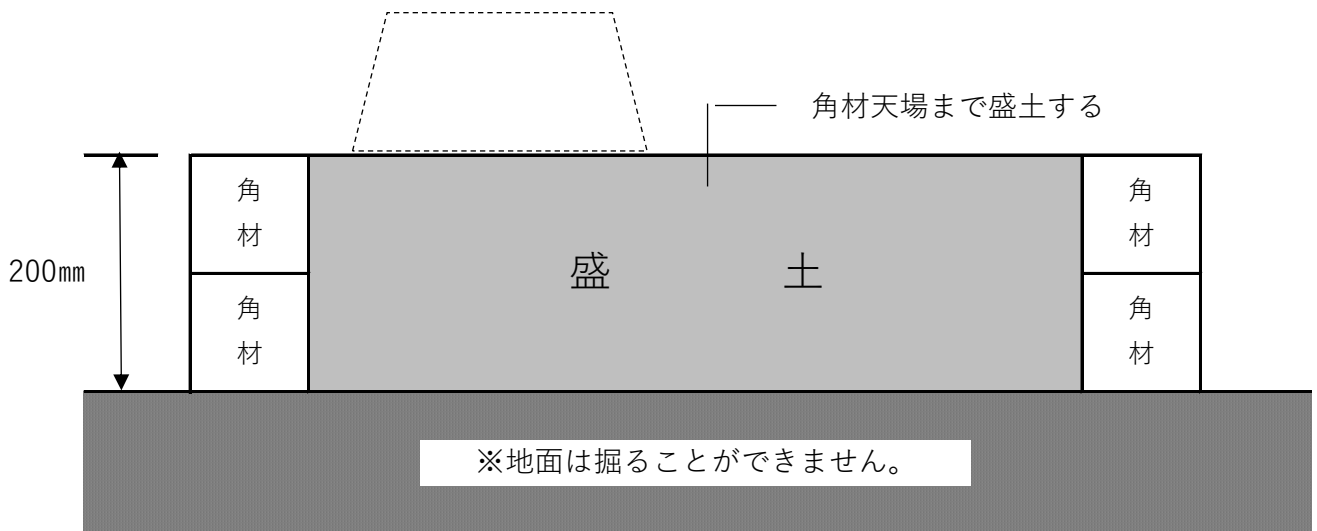 角材天場まで盛土する
角
材
角
材
200㎜
盛 土
角
材
角
材
※地面は掘ることができません。